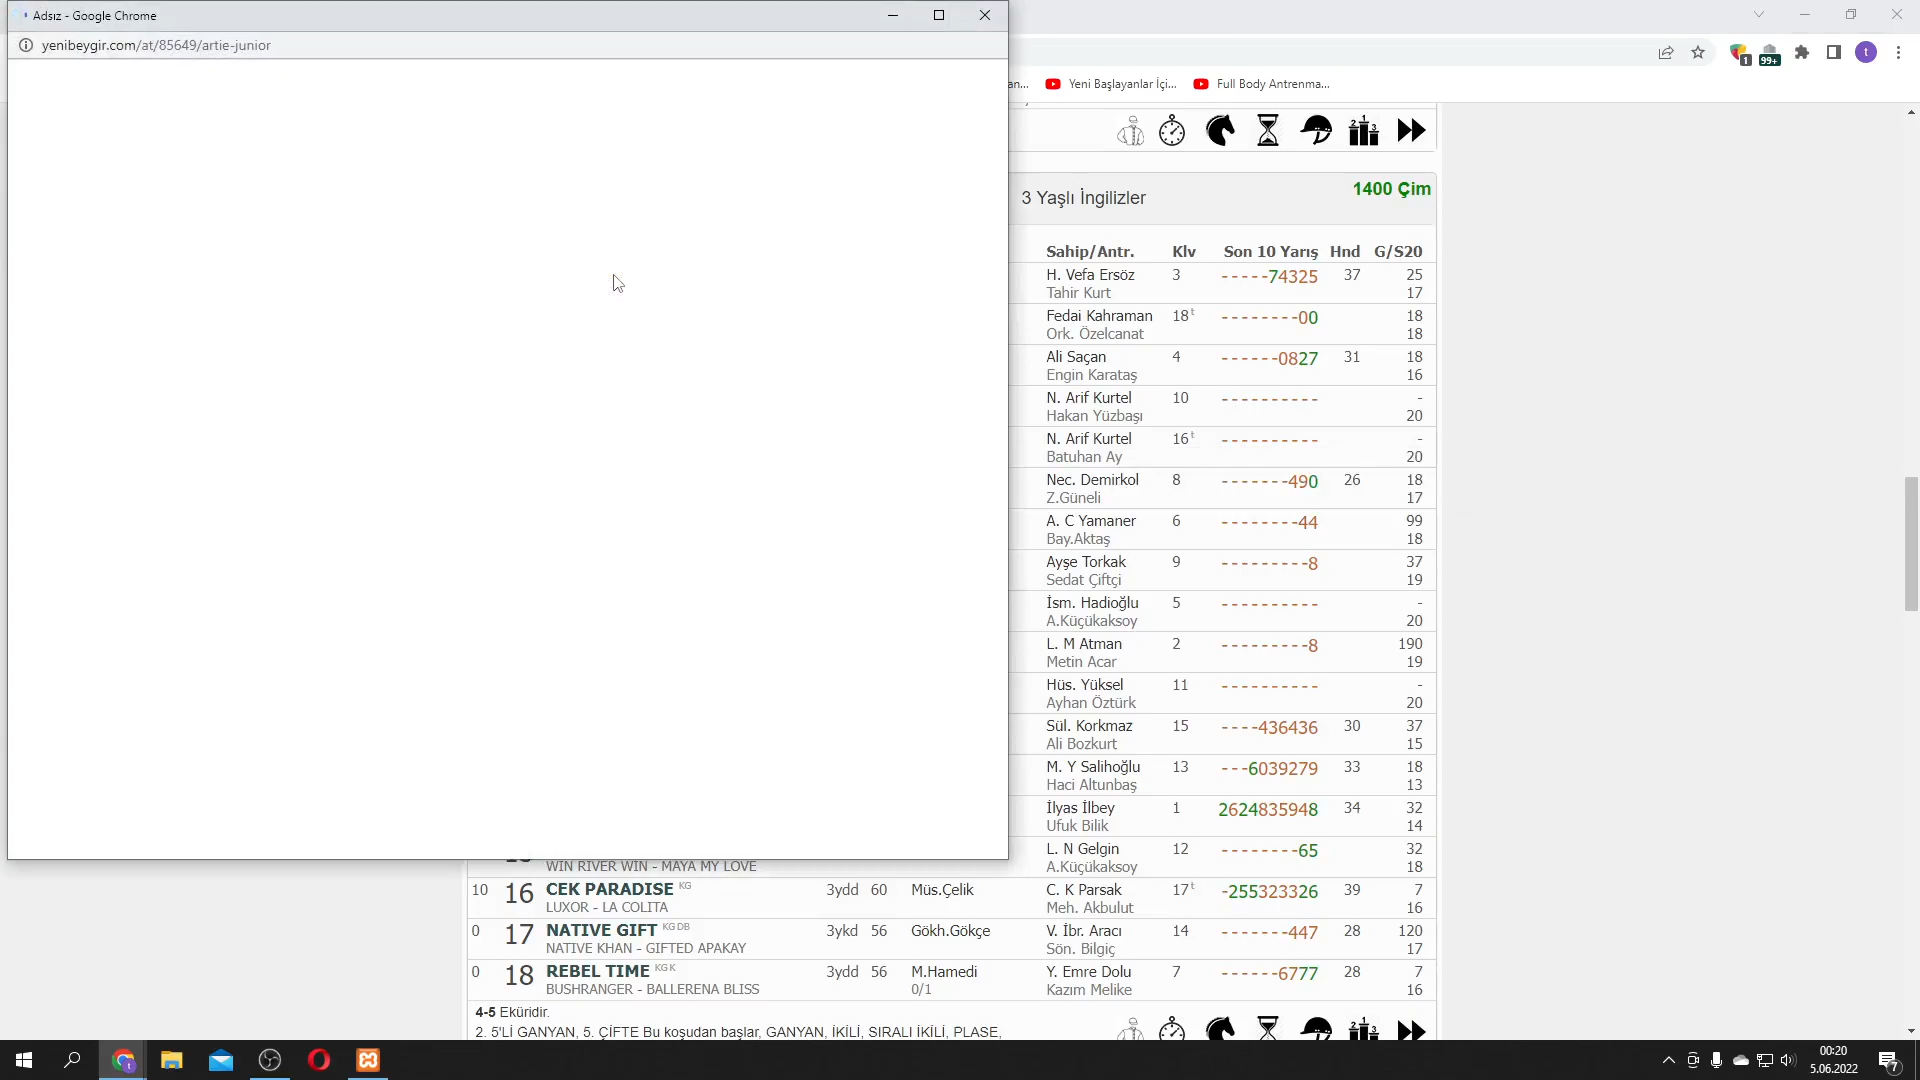 Adsız - Google Chrome
yenibeygir.com/at/85649/artie-junior
an...
Yeni Başlayanlar İçi...
Full Body Antrenma...
1
99+
t
3 Yaşlı İngilizler
1400 Çim
Sahip/Antr. Klv Son 10 Yarış Hnd G/S20
H. Vefa Ersöz 3 -----74325 37 25
Tahir Kurt 17
Fedai Kahraman 18t --------00 18
Ork. Özelcanat 18
Ali Saçan 4 ------0827 31 18
Engin Karataş 16
N. Arif Kurtel 10 ---------- -
Hakan Yüzbaşı 20
N. Arif Kurtel 16t ---------- -
Batuhan Ay 20
Nec. Demirkol 8 -------490 26 18
Z.Güneli 17
A. C Yamaner 6 --------44 99
Bay.Aktaş 18
Ayşe Torkak 9 ---------8 37
Sedat Çiftçi 19
İsm. Hadioğlu 5 ---------- -
A.Küçükaksoy 20
L. M Atman 2 ---------8 190
Metin Acar 19
Hüs. Yüksel 11 ---------- -
Ayhan Öztürk 20
Sül. Korkmaz 15 ----436436 30 37
Ali Bozkurt 15
M. Y Salihoğlu 13 ---6039279 33 18
Haci Altunbaş 13
İlyas İlbey 1 2624835948 34 32
Ufuk Bilik 14
L. N Gelgin 12 --------65 32
WIN RIVER WIN - MAYA MY LOVE A.Küçükaksoy 18
10 16 CEK PARADISE KG 3ydd 60 Müs.Çelik C. K Parsak 17t -255323326 39 7
LUXOR - LA COLITA Meh. Akbulut 16
0 17 NATIVE GIFT KG DB 3ykd 56 Gökh.Gökçe V. İbr. Aracı 14 -------447 28 120
NATIVE KHAN - GIFTED APAKAY Sön. Bilgiç 17
0 18 REBEL TIME KG K 3ydd 56 M.Hamedi Y. Emre Dolu 7 ------6777 28 7
BUSHRANGER - BALLERENA BLISS 0/1 Kazım Melike 16
4-5 Eküridir.
2. 5'Lİ GANYAN, 5. ÇİFTE Bu koşudan başlar, GANYAN, İKİLİ, SIRALI İKİLİ, PLASE,
00:20
5.06.2022
7